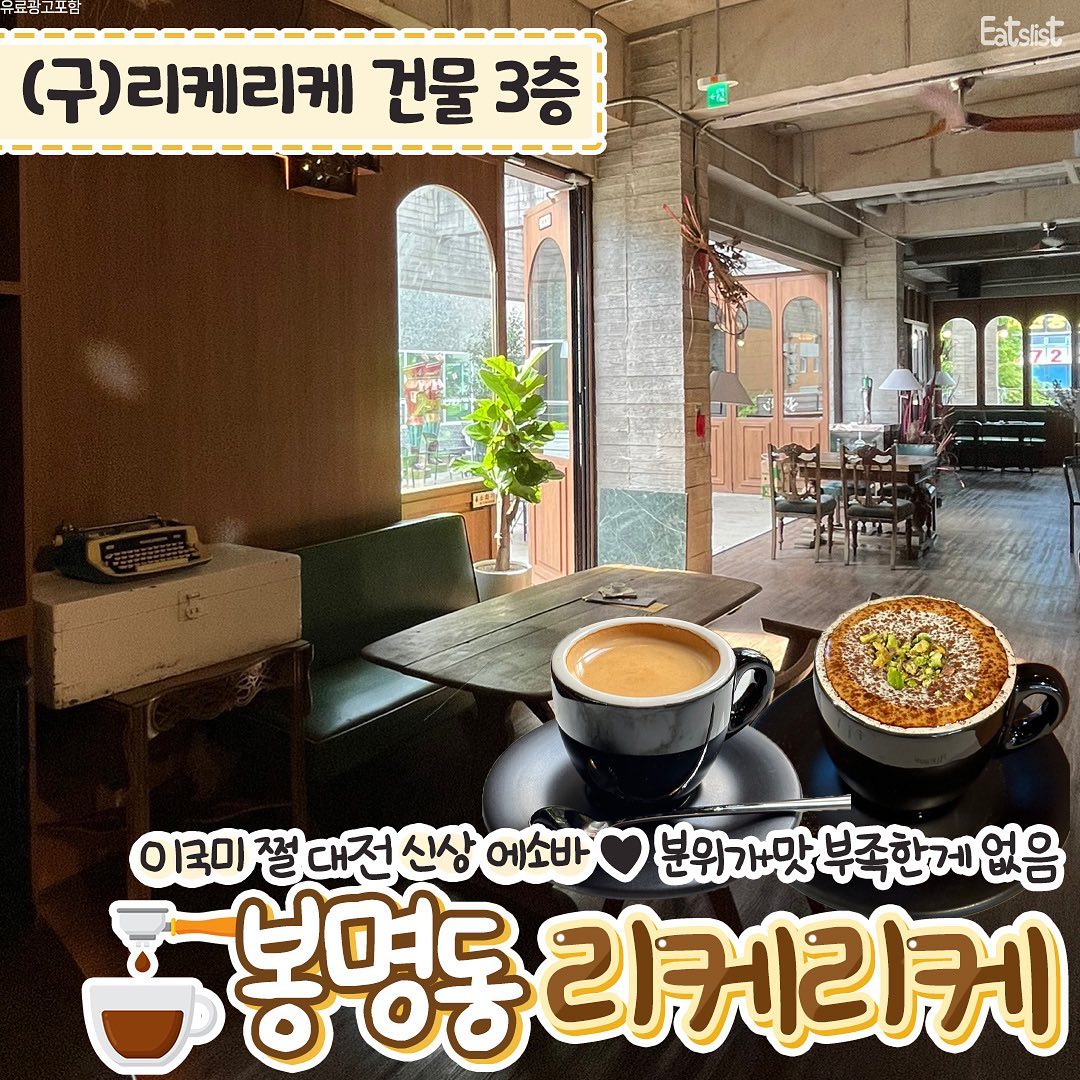 유료광고포함
Eatslist
(구)리케리케 건물 3층
72
이국미 쩔 대전 신상 에소바 ♥ 분위기+맛 부족한게 없음
봉명동 리케리케